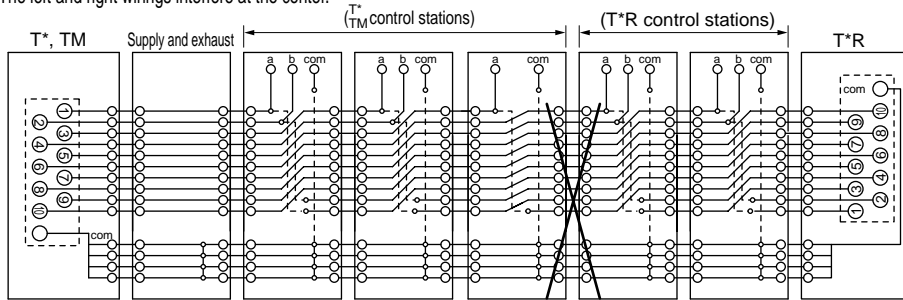 The left and right wirings interfere at the center.
(T*
TM control stations)
(T*R control stations)
T*, TM
Supply and exhaust
T*R
a b com
a b com
a com
a b com
a b com
com
1
2
3
4
5
6
7
8
9
10
com
10
9
8
7
6
5
4
3
2
1